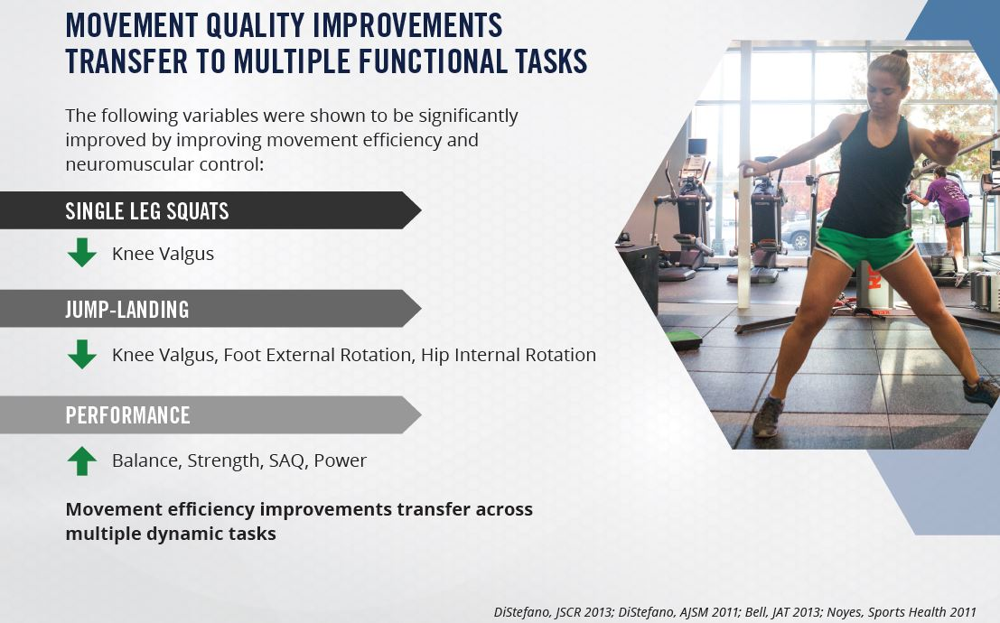 MOVEMENT QUALITY IMPROVEMENTS
TRANSFER TO MULTIPLE FUNCTIONAL TASKS
The following variables were shown to be significantly
improved by improving movement efficiency and
neuromuscular control:
SINGLE LEG SQUATS
Knee Valgus
JUMP-LANDING
Knee Valgus, Foot External Rotation, Hip Internal Rotation
PERFORMANCE
Balance, Strength, SAQ, Power
Movement efficiency improvements transfer across
multiple dynamic tasks
DiStefano, JSCR 2013; DiStefano, AJSM 2011; Bell, JAT 2013; Noyes, Sports Health 2011